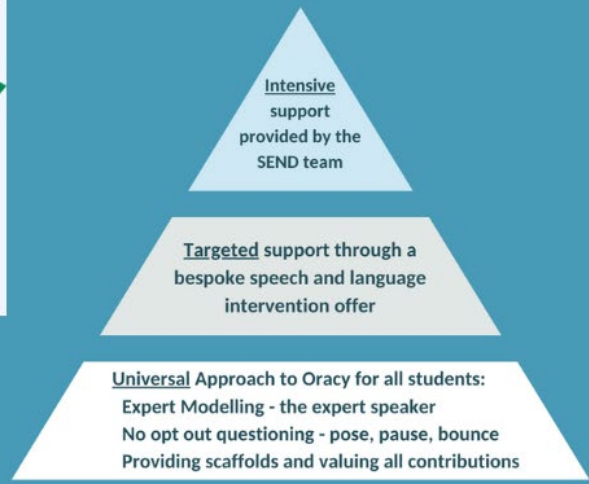 Intensive
support
provided by the
SEND team
Targeted support through a
bespoke speech and language
intervention offer
Universal Approach to Oracy for all students:
Expert Modelling - the expert speaker
No opt out questioning - pose, pause, bounce
Providing scaffolds and valuing all contributions